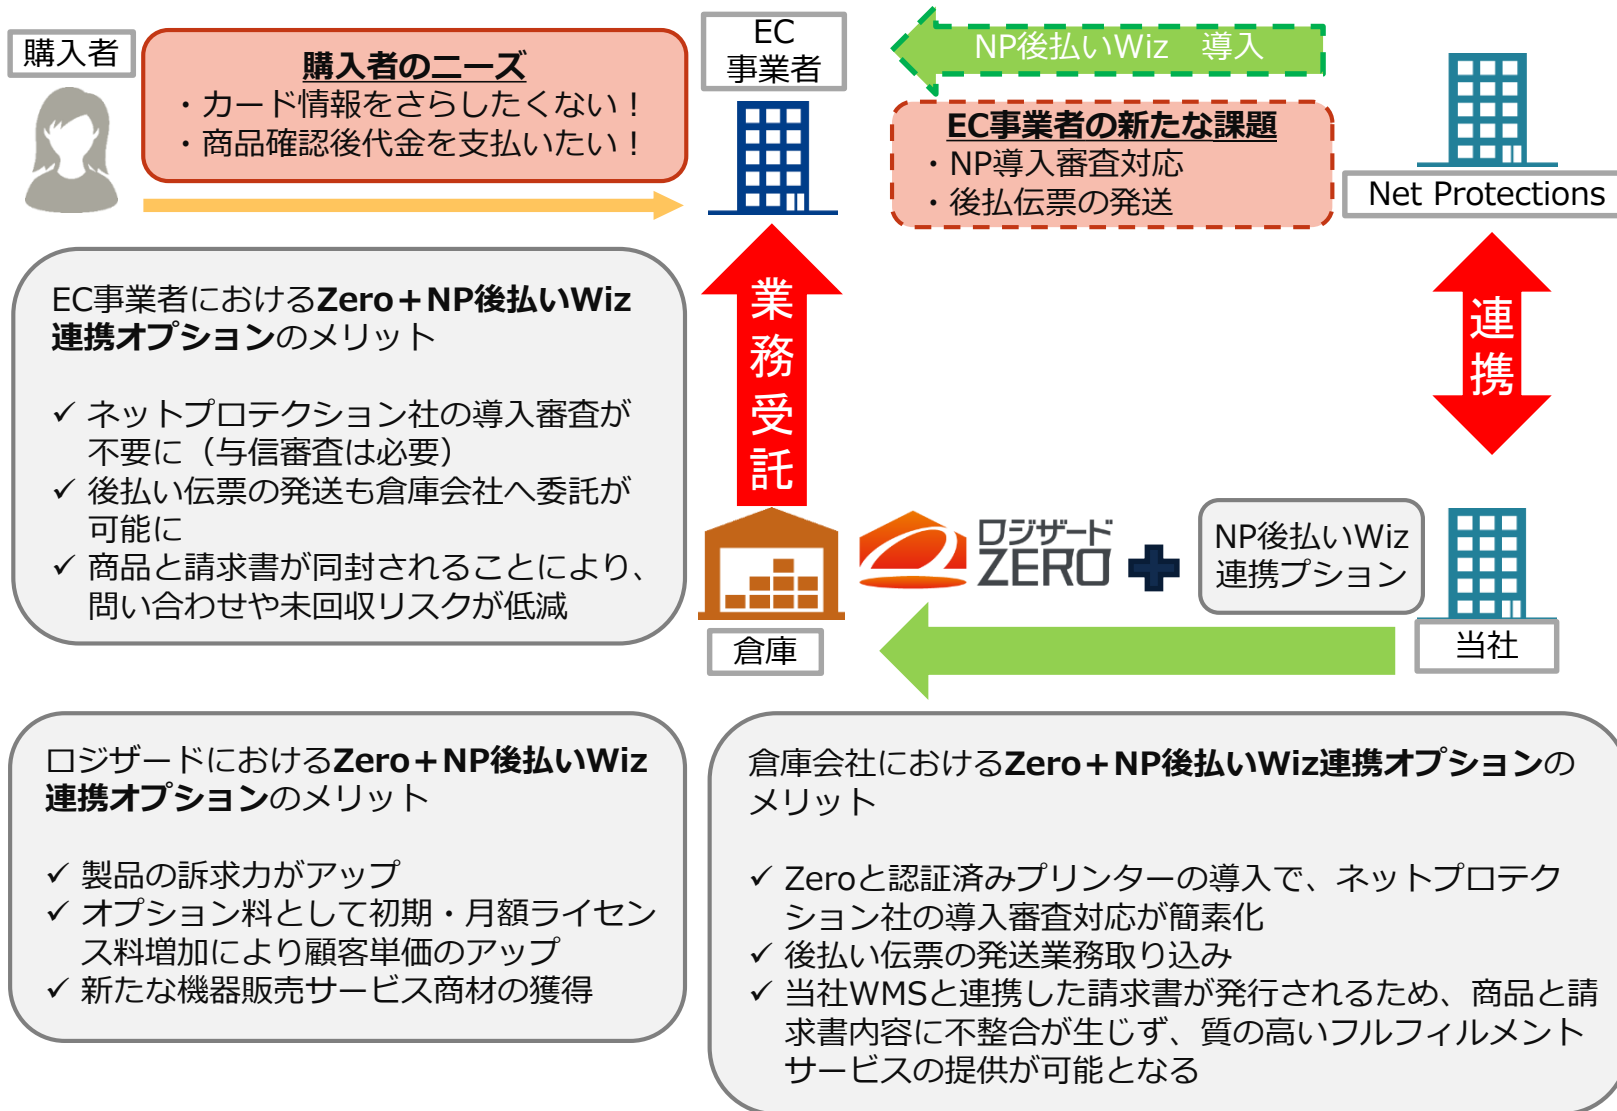 購入者
購入者のニーズ
・カード情報をさらしたくない！
・商品確認後代金を支払いたい！
EC
事業者
NP後払いWiz　導入
EC事業者の新たな課題
・NP導入審査対応
・後払伝票の発送
Net Protections
EC事業者におけるZero＋NP後払いWiz
連携オプションのメリット
✓ ネットプロテクション社の導入審査が
不要に（与信審査は必要）
✓ 後払い伝票の発送も倉庫会社へ委託が
可能に
✓ 商品と請求書が同封されることにより、
問い合わせや未回収リスクが低減
業務受託
連携
ロジザード
ZERO
NP後払いWiz
連携プション
倉庫
当社
ロジザードにおけるZero＋NP後払いWiz
連携オプションのメリット
✓ 製品の訴求力がアップ
✓ オプション料として初期・月額ライセン
ス料増加により顧客単価のアップ
✓ 新たな機器販売サービス商材の獲得
倉庫会社におけるZero＋NP後払いWiz連携オプションの
メリット
✓ Zeroと認証済みプリンターの導入で、ネットプロテク
ション社の導入審査対応が簡素化
✓ 後払い伝票の発送業務取り込み
✓ 当社WMSと連携した請求書が発行されるため、商品と請
求書内容に不整合が生じず、質の高いフルフィルメント
サービスの提供が可能となる